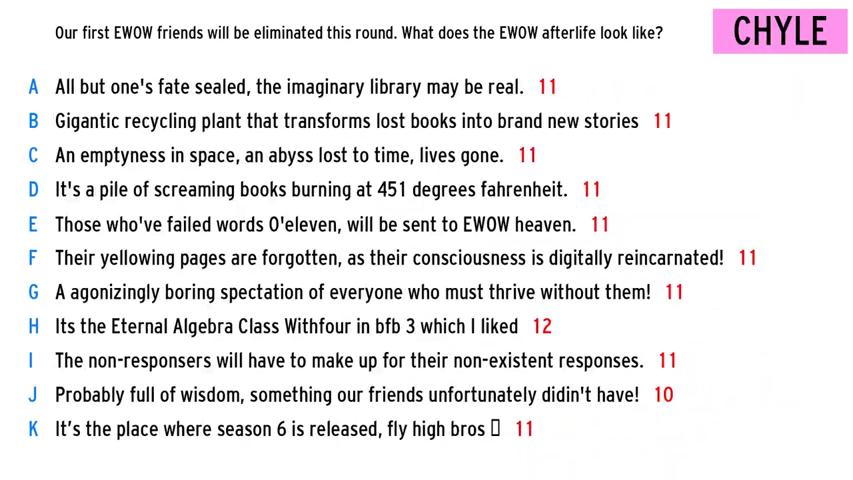 Our first EWOW friends will be eliminated this round. What does the EWOW afterlife look like?
CHYLE
A All but one's fate sealed, the imaginary library may be real. 11
B Gigantic recycling plant that transforms lost books into brand new stories 11
C An emptyness in space, an abyss lost to time, lives gone. 11
D It's a pile of screaming books burning at 451 degrees fahrenheit. 11
E Those who've failed words O'eleven, will be sent to EWOW heaven. 11
F Their yellowing pages are forgotten, as their consciousness is digitally reincarnated! 11
G A agonizingly boring spectation of everyone who must thrive without them! 11
H Its the Eternal Algebra Class Withfour in bfb 3 which I liked 12
I The non-responsers will have to make up for their non-existent responses. 11
J Probably full of wisdom, something our friends unfortunately didin't have! 10
K It’s the place where season 6 is released, fly high bros 11